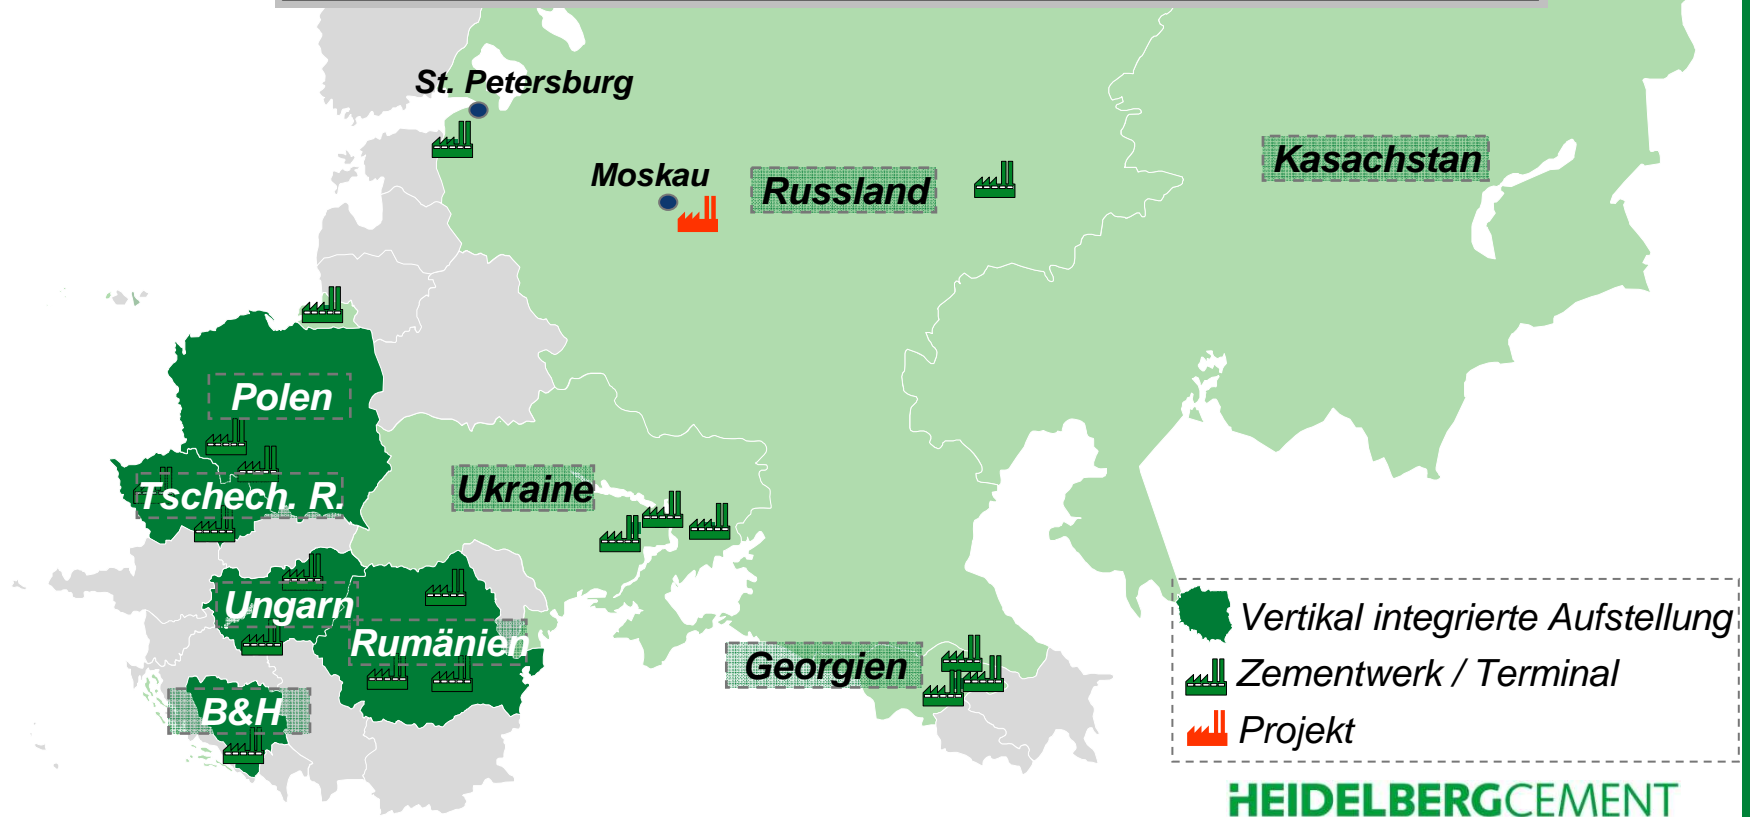 St. Petersburg
Moskau
Russland
Kasachstan
Polen
Tschech. R.
Ukraine
Ungarn
Rumänien
Georgien
B&H
Vertikal integrierte Aufstellung
Zementwerk / Terminal
Projekt
HEIDELBERGCEMENT